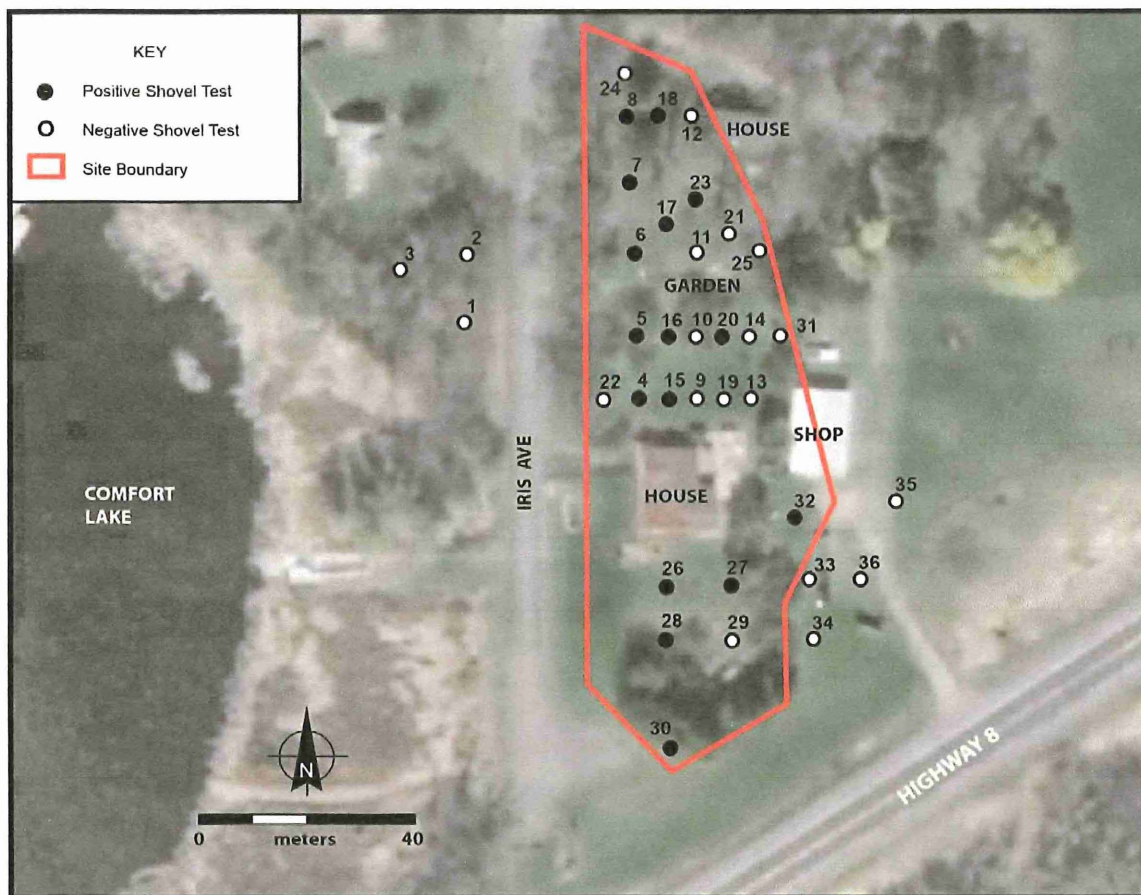 KEY
Positive Shovel Test
Negative Shovel Test
Site Boundary
24
8
18
12
HOUSE
7
23
17
21
6
11
25
3
2
1
GARDEN
5
16
10
20
14
31
22
4
15
9
19
13
IRIS AVE
SHOP
HOUSE
COMFORT
LAKE
32
35
26
27
33
36
28
29
34
30
N
HIGHWAY 8
0
meters
40